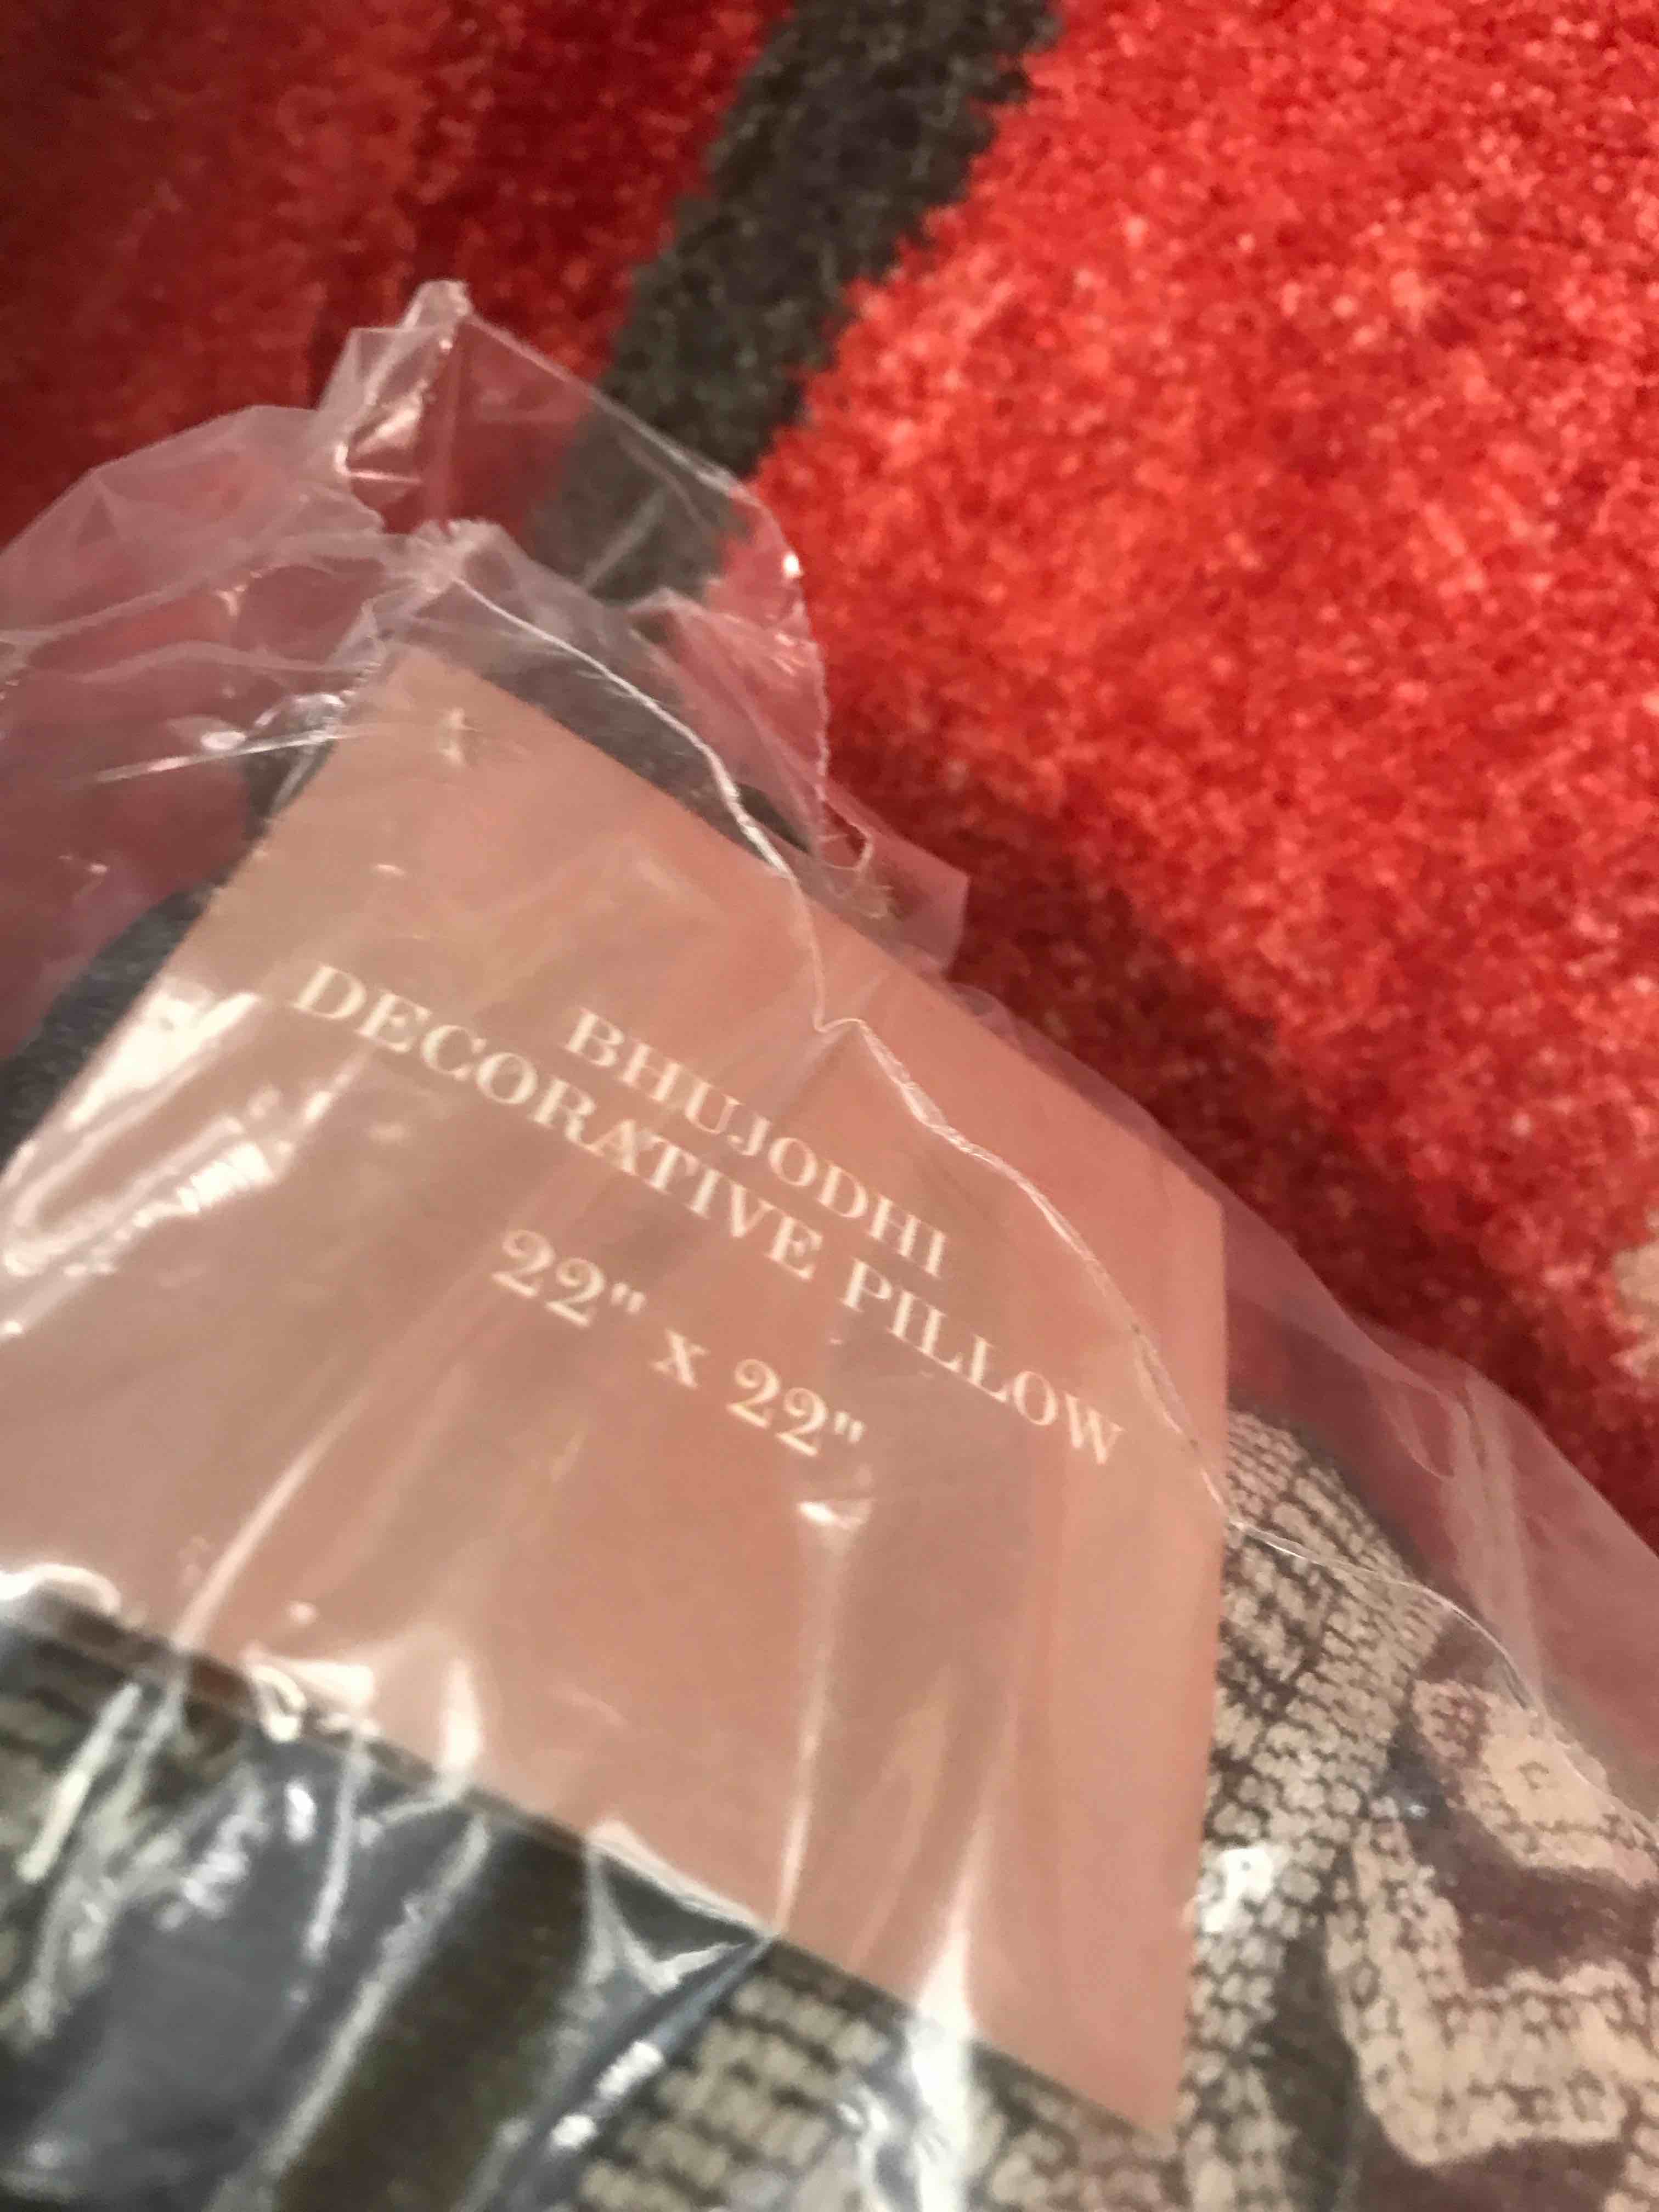 BHUJODHI
DECORATIVE PILLOW
22" x 22"